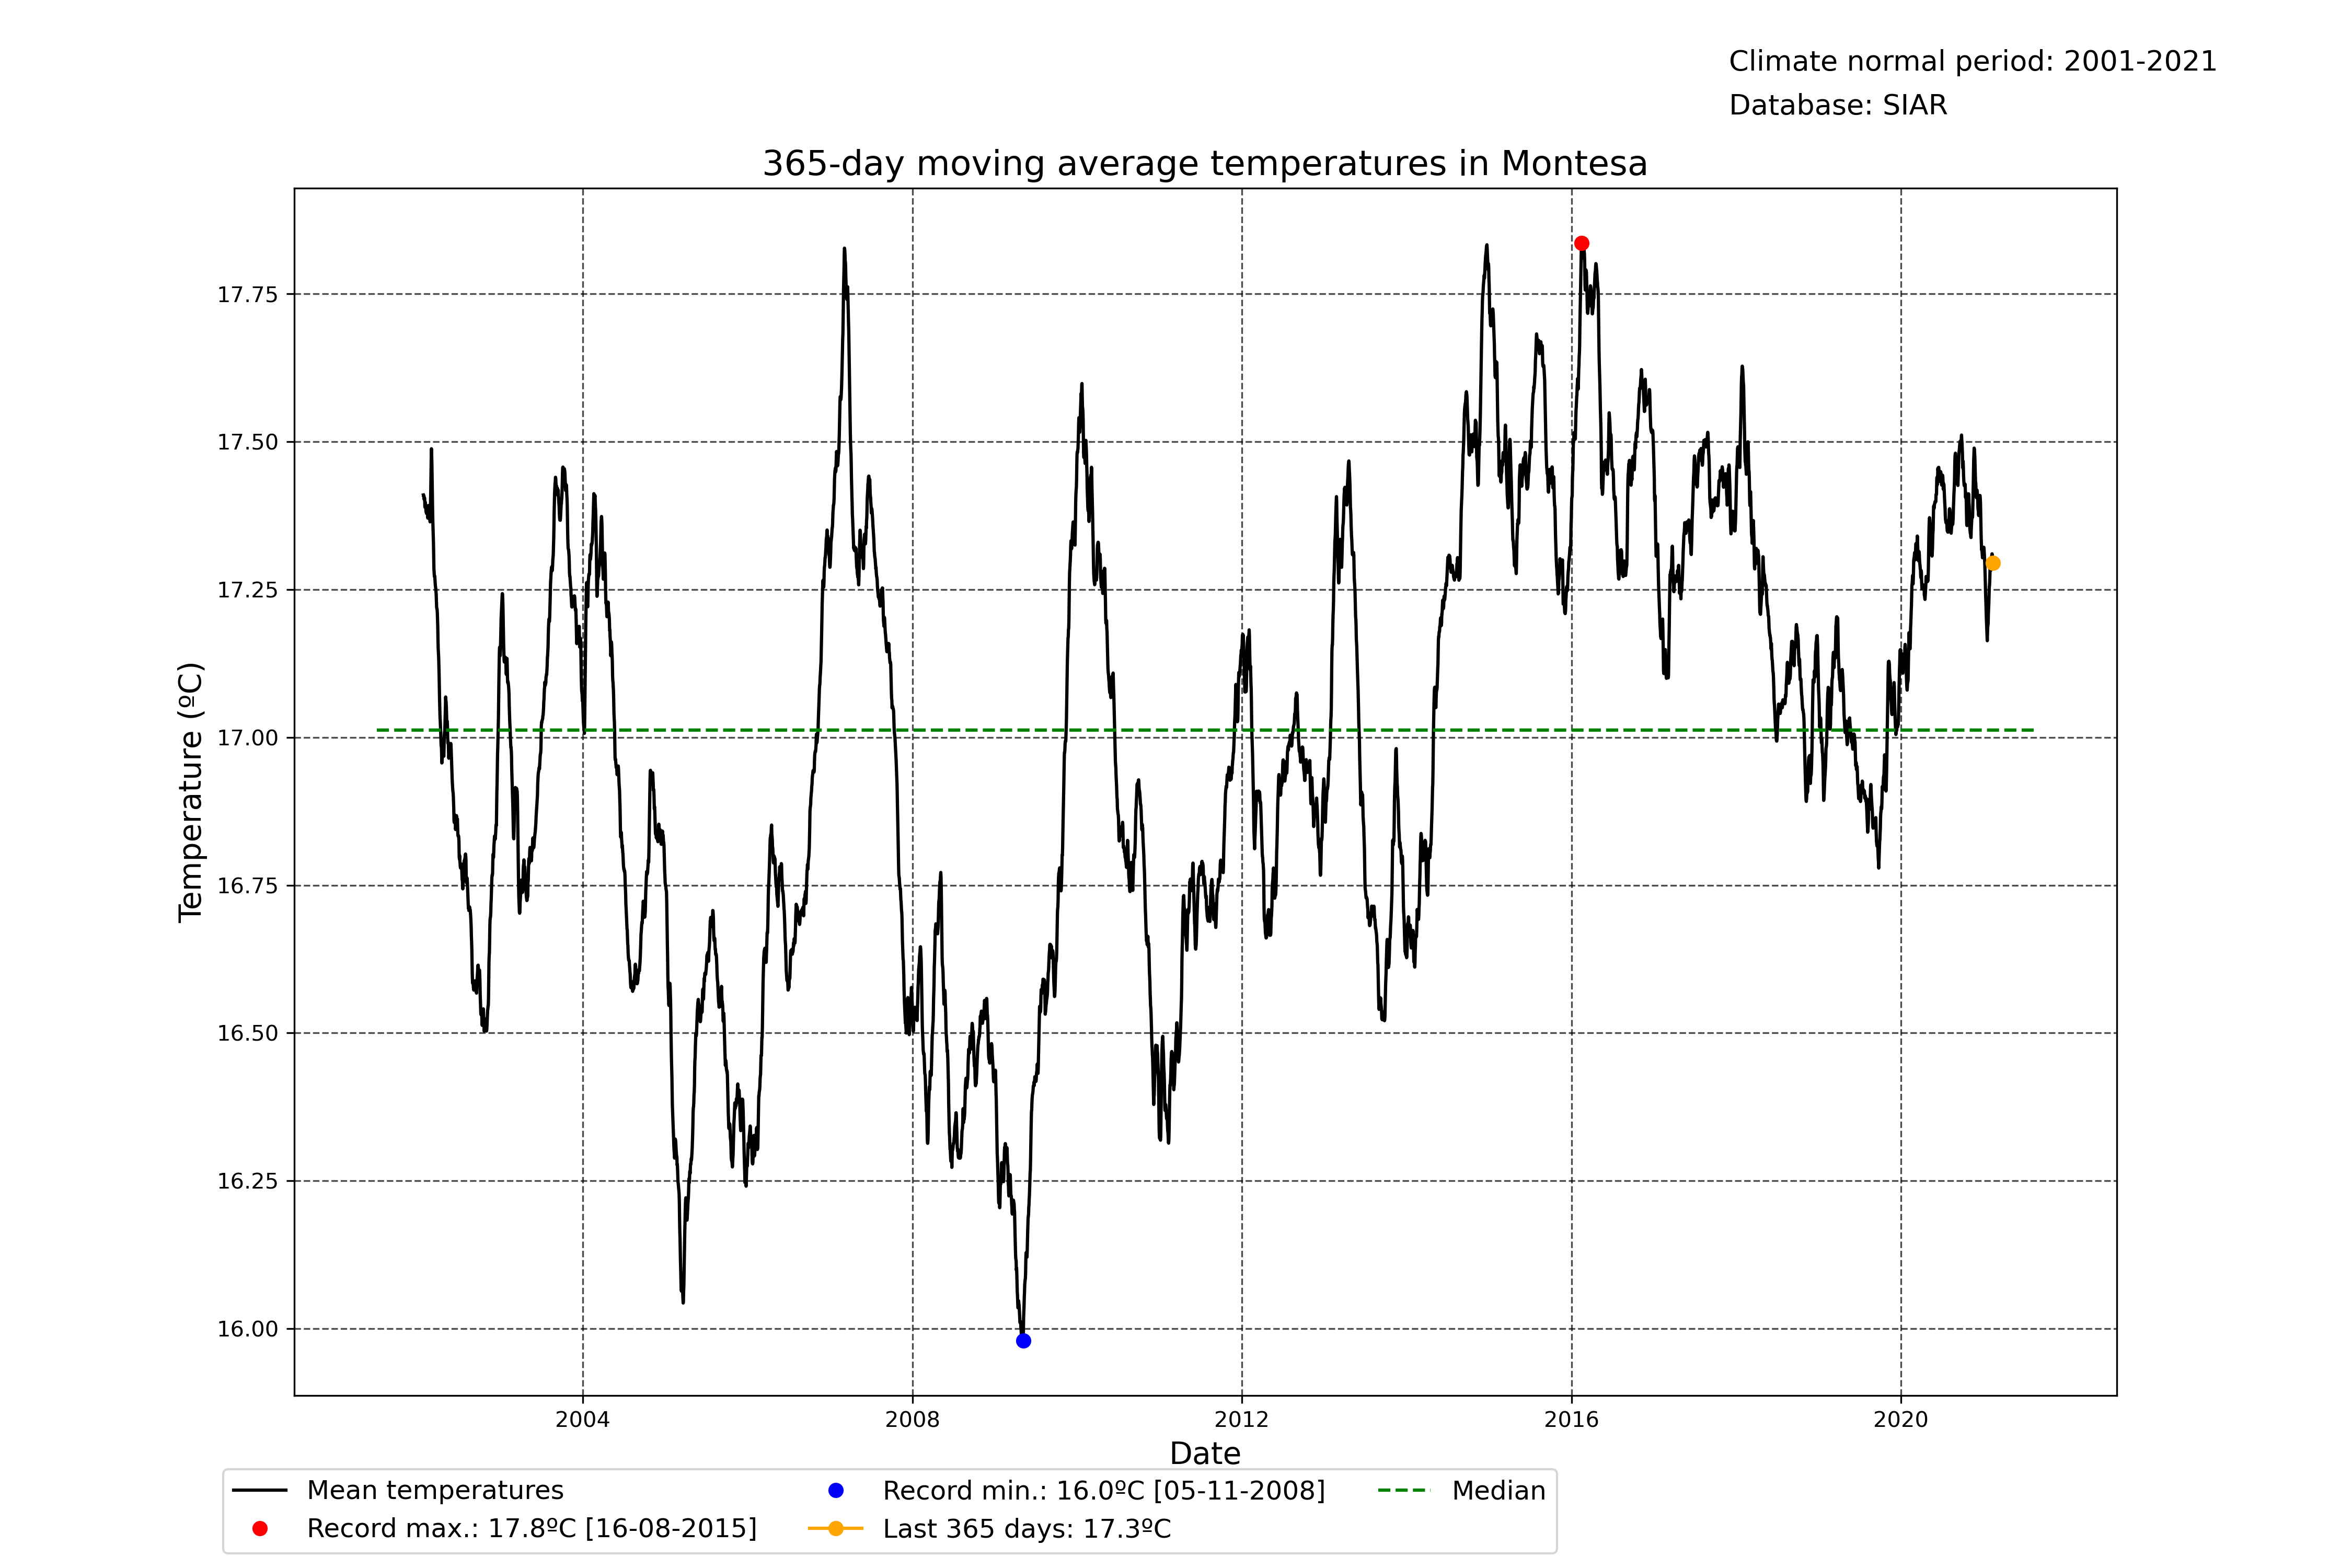 Climate normal period: 2001-2021
Database: SIAR
365-day moving average temperatures in Montesa
Temperature (ºC)
17.75
17.50
17.25
17.00
16.75
16.50
16.25
16.00
2004
2008
2012
2016
2020
Date
Mean temperatures
Record max.: 17.8ºC [16-08-2015]
Record min.: 16.0ºC [05-11-2008]
Last 365 days: 17.3ºC
Median